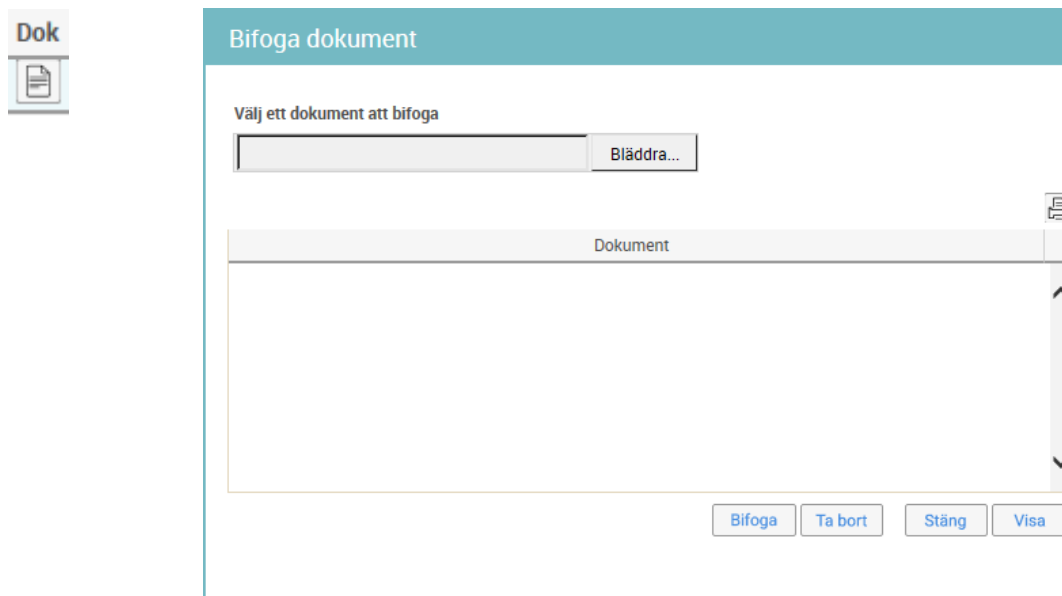 Dok
Bifoga dokument
Välj ett dokument att bifoga
Bläddra...
Dokument
Bifoga Ta bort Stäng Visa